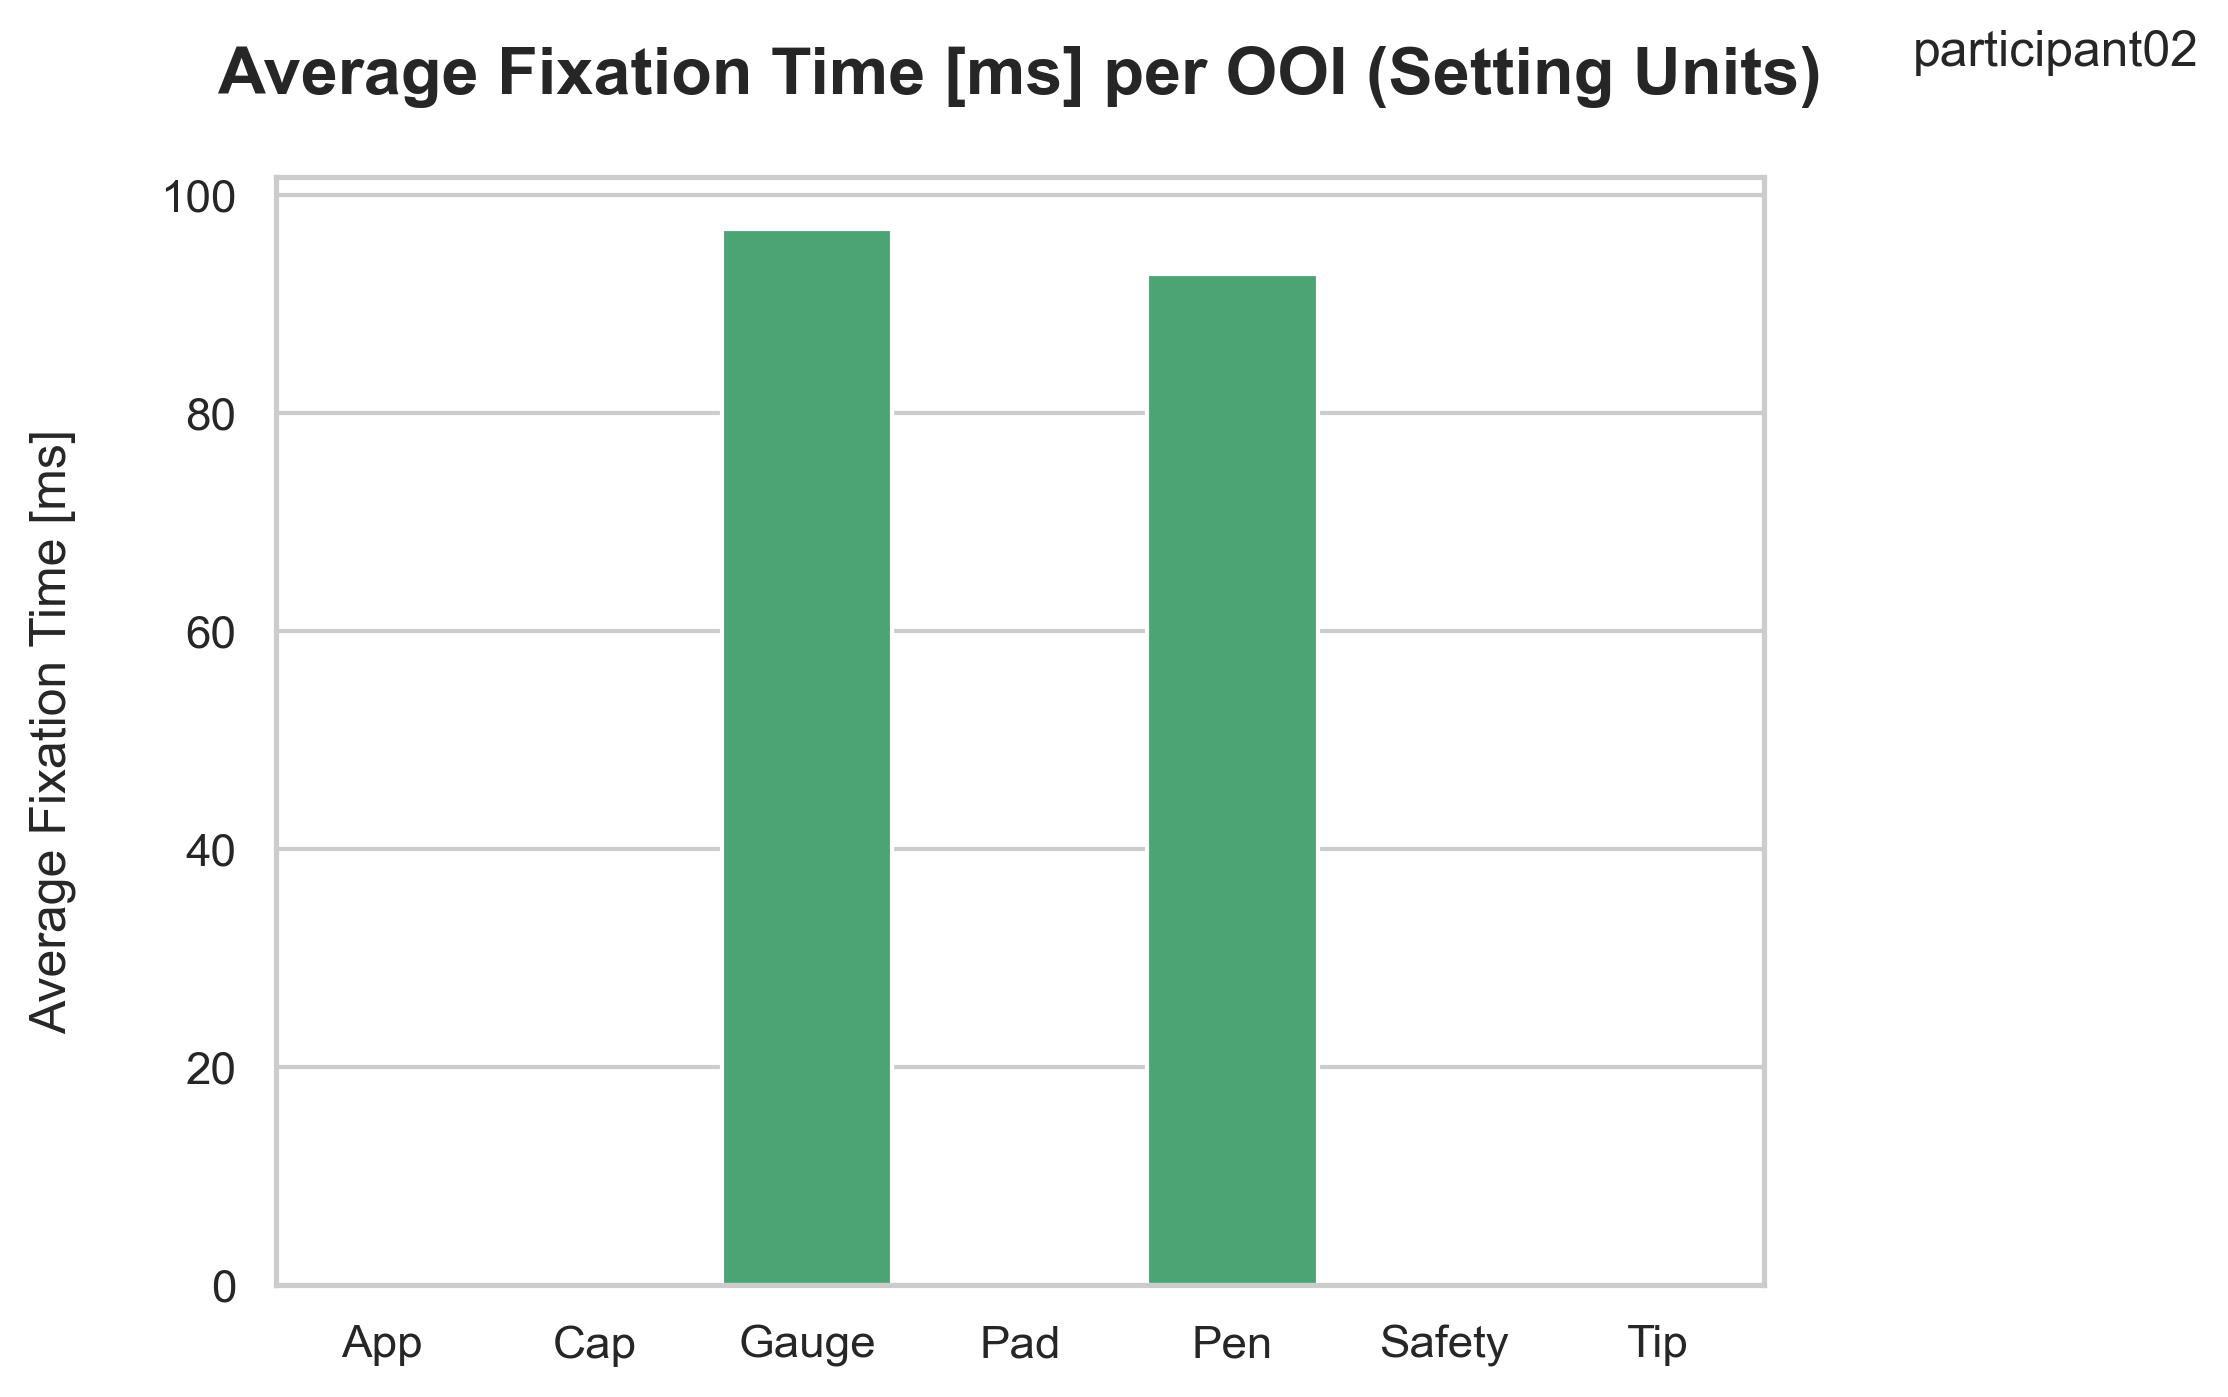 Average Fixation Time [ms] per OOI (Setting Units)
participant02
Average Fixation Time [ms]
100
80
60
40
20
0
App Cap Gauge Pad Pen Safety Tip